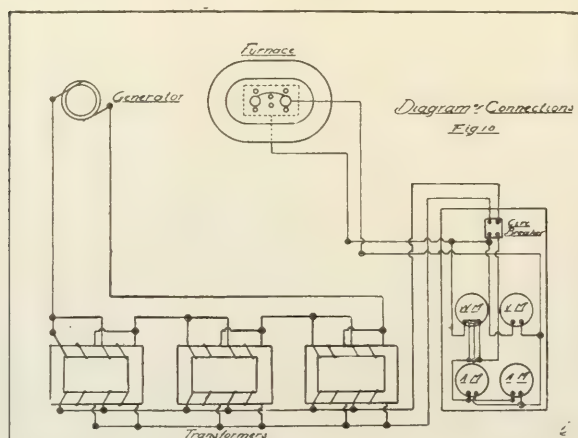 Furnace
Generator
Diagram of Connections
Fig 10
Circ
Breaker
W M
V M
A M
A M
Transformers